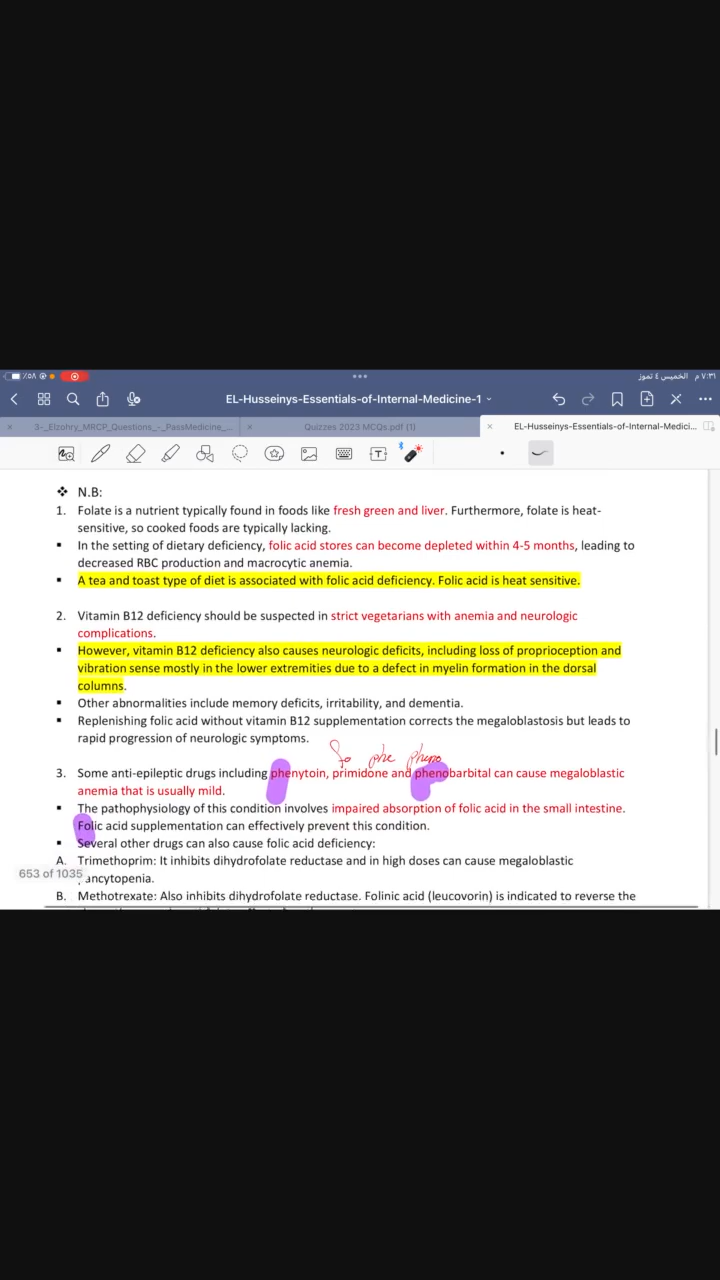 ٪٥٨
٧:٣١ م الخميس ٤ تموز
EL-Husseinys-Essentials-of-Internal-Medicine-1
3-_Elzohry_MRCP_Questions_-_PassMedicine_...
Quizzes 2023 MCQs.pdf (1)
EL-Husseinys-Essentials-of-Internal-Medici...
N.B:
1. Folate is a nutrient typically found in foods like fresh green and liver. Furthermore, folate is heat-
sensitive, so cooked foods are typically lacking.
▪ In the setting of dietary deficiency, folic acid stores can become depleted within 4-5 months, leading to
decreased RBC production and macrocytic anemia.
▪ A tea and toast type of diet is associated with folic acid deficiency. Folic acid is heat sensitive.
2. Vitamin B12 deficiency should be suspected in strict vegetarians with anemia and neurologic
complications.
▪ However, vitamin B12 deficiency also causes neurologic deficits, including loss of proprioception and
vibration sense mostly in the lower extremities due to a defect in myelin formation in the dorsal
columns.
▪ Other abnormalities include memory deficits, irritability, and dementia.
▪ Replenishing folic acid without vitamin B12 supplementation corrects the megaloblastosis but leads to
rapid progression of neurologic symptoms.
phe pheno
3. Some anti-epileptic drugs including phenytoin, primidone and phenobarbital can cause megaloblastic
anemia that is usually mild.
▪ The pathophysiology of this condition involves impaired absorption of folic acid in the small intestine.
Folic acid supplementation can effectively prevent this condition.
▪ Several other drugs can also cause folic acid deficiency:
A. Trimethoprim: It inhibits dihydrofolate reductase and in high doses can cause megaloblastic
653 of 1035
pancytopenia.
B. Methotrexate: Also inhibits dihydrofolate reductase. Folinic acid (leucovorin) is indicated to reverse the